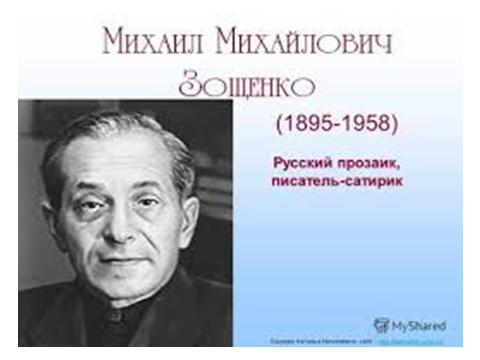 Михаил Михайлович
Зощенко
(1895-1958)
Русский прозаик,
писатель-сатирик
MyShared